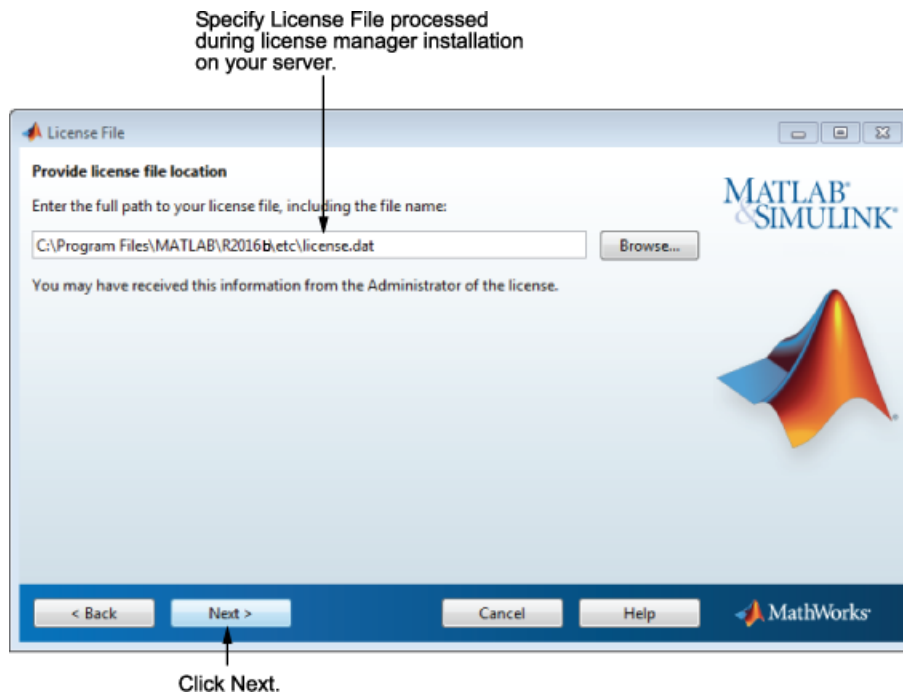 Specify License File processed
during license manager installation
on your server.
License File
Provide license file location
Enter the full path to your license file, including the file name:
C:\Program Files\MATLAB\R2016b\etc\license.dat
Browse...
You may have received this information from the Administrator of the license.
MATLAB®
&SIMULINK®
< Back
Next >
Cancel
Help
MathWorks®
Click Next.